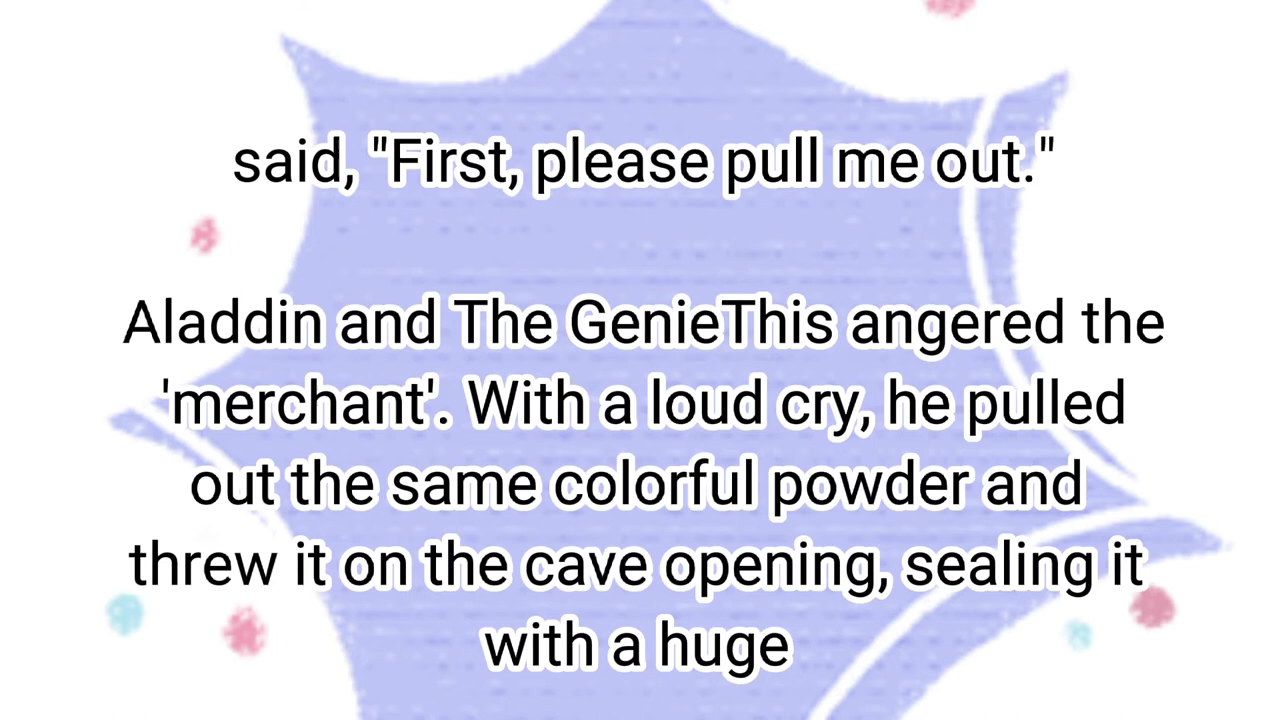 said, "First, please pull me out."
Aladdin and The GenieThis angered the
'merchant'. With a loud cry, he pulled
out the same colorful powder and
threw it on the cave opening, sealing it
with a huge